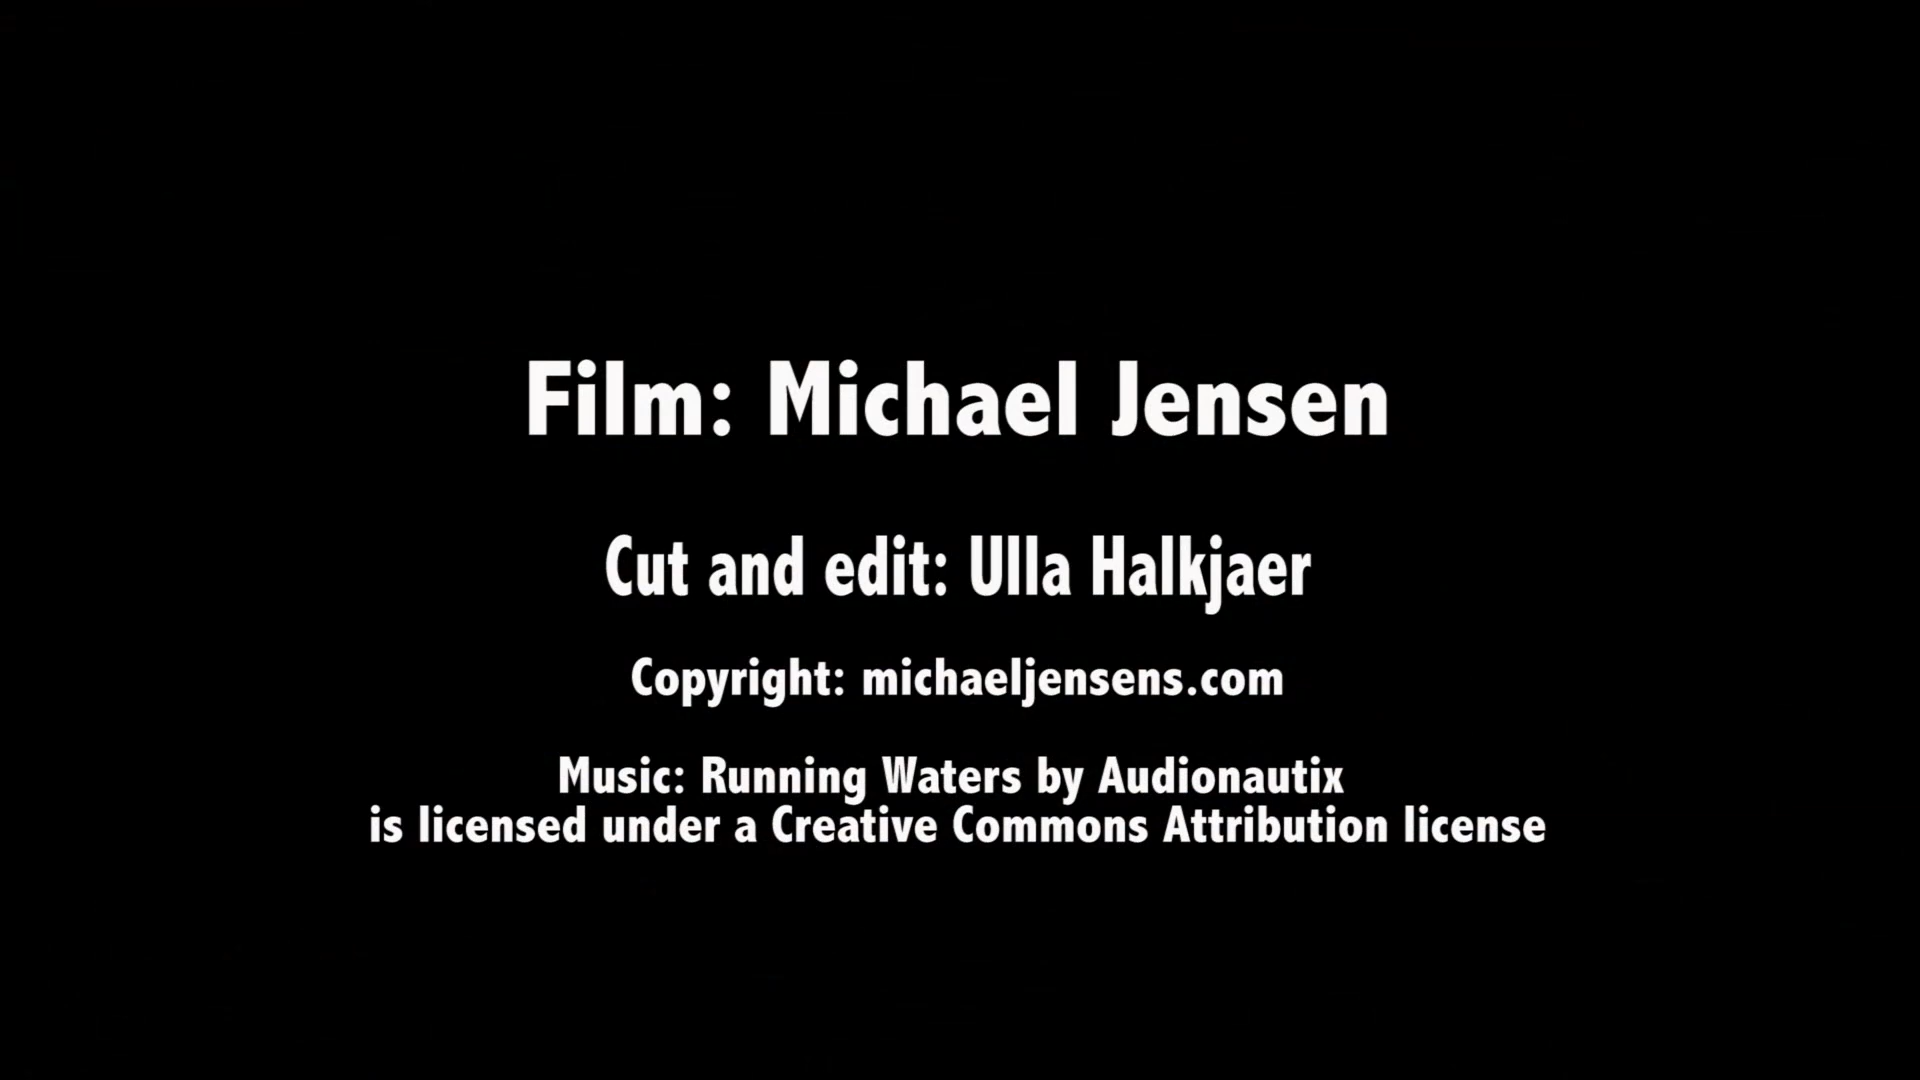 Film: Michael Jensen
Cut and edit: Ulla Halkjaer
Copyright: michaeljensens.com
Music: Running Waters by Audionautix
is licensed under a Creative Commons Attribution license